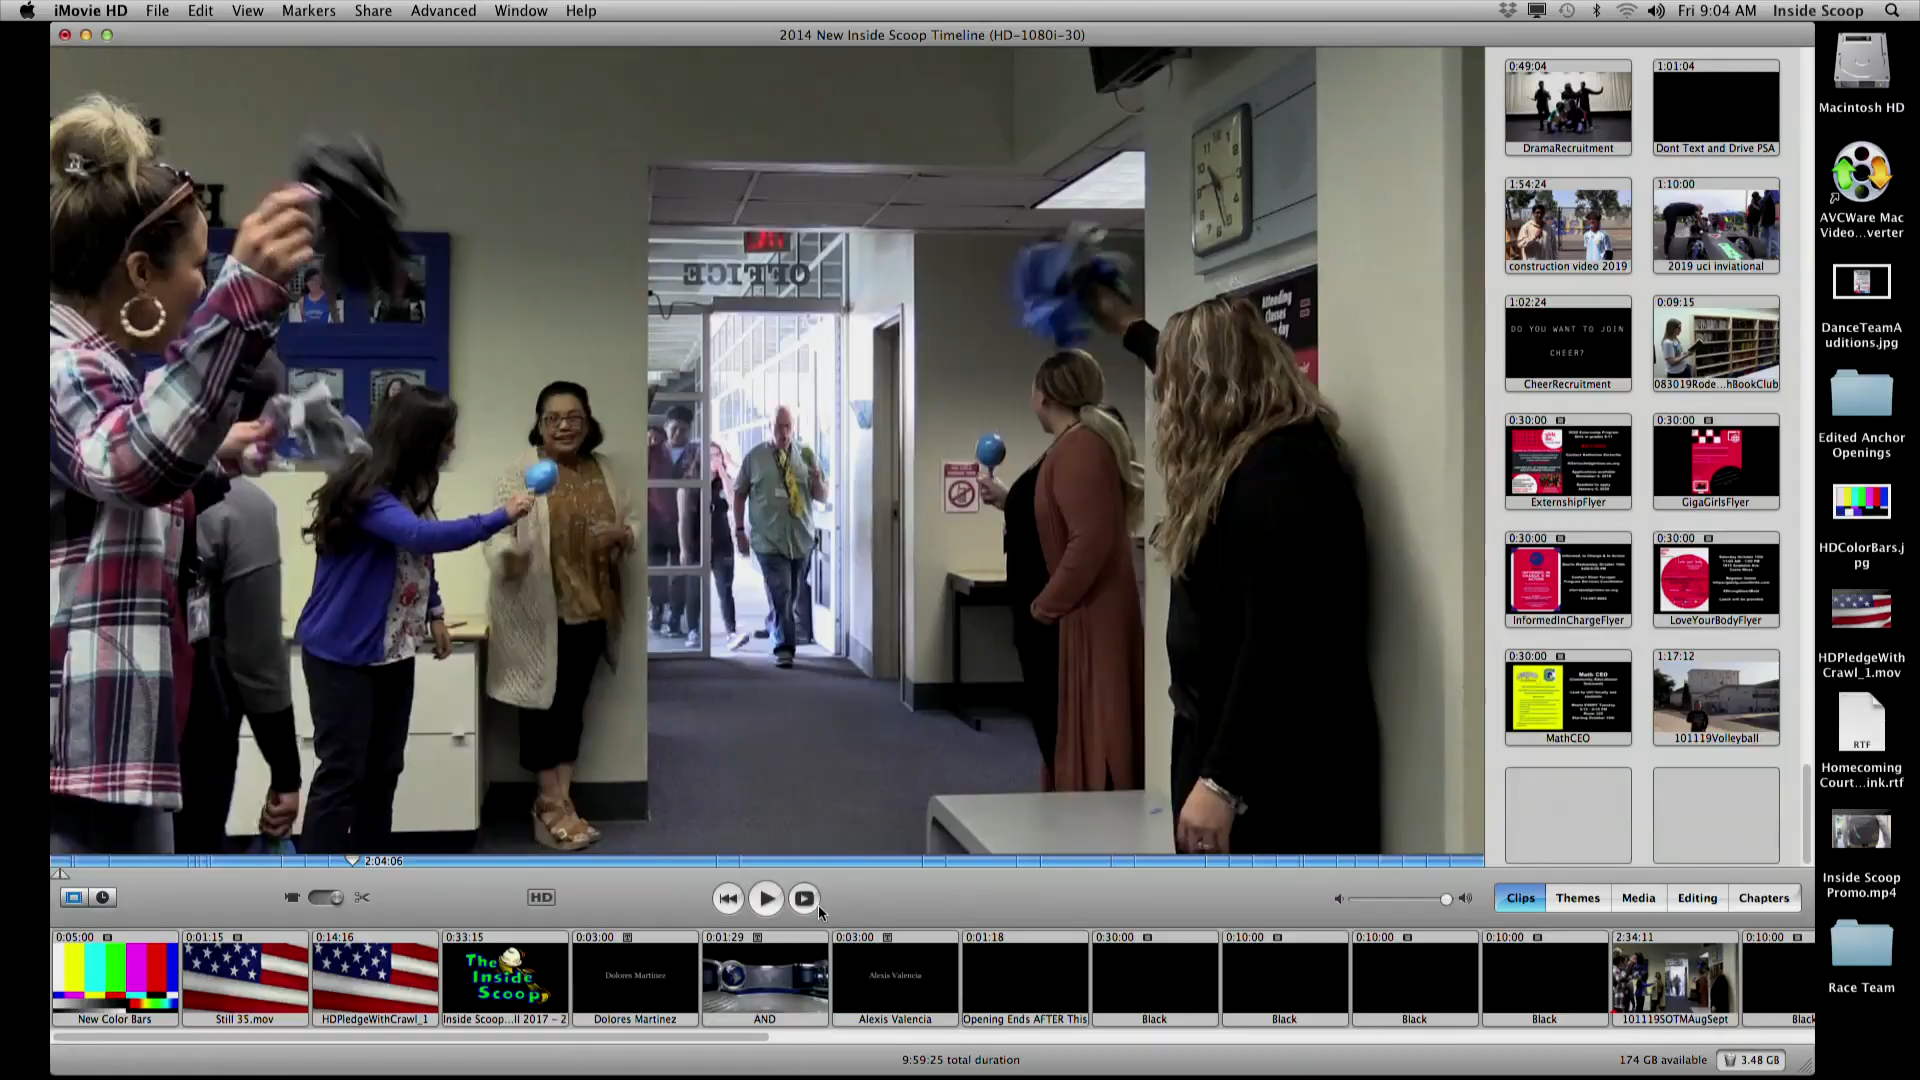 iMovie HD File Edit View Markers Share Advanced Window Help Fri 9:04 AM Inside Scoop
2014 New Inside Scoop Timeline (HD-1080i-30)
OFFICE
Attending
Classes
0:49:04
DramaRecruitment
1:01:04
Dont Text and Drive PSA
1:54:24
construction video 2019
1:10:00
2019 uci inviational
1:02:24
DO YOU WANT TO JOIN
CHEER?
CheerRecruitment
0:09:15
083019Rode...hBookClub
0:30:00
ExternshipFlyer
0:30:00
GigaGirlsFlyer
0:30:00
InformedInChargeFlyer
0:30:00
LoveYourBodyFlyer
0:30:00
Math CEO
MathCEO
1:17:12
101119Volleyball
Macintosh HD
AVCWare Mac
Video...verter
DanceTeamA
uditions.jpg
Edited Anchor
Openings
HDColorBars.j
pg
HDPledgeWith
Crawl_1.mov
RTF
Homecoming
Court...ink.rtf
Inside Scoop
Promo.mp4
Race Team
2:04:06
HD
Clips Themes Media Editing Chapters
0:05:00
New Color Bars
0:01:15
Still 35.mov
0:14:16
HDPledgeWithCrawl_1
0:33:15
The
Inside
Scoop
Inside Scoop...ll 2017 - 2
0:03:00
Dolores Martinez
Dolores Martinez
0:01:29
AND
0:03:00
Alexis Valencia
Alexis Valencia
0:01:18
Opening Ends AFTER This
0:30:00
Black
0:10:00
Black
0:10:00
Black
0:10:00
Black
2:34:11
101119SOTMAugSept
0:10:00
Black
9:59:25 total duration
174 GB available
3.48 GB